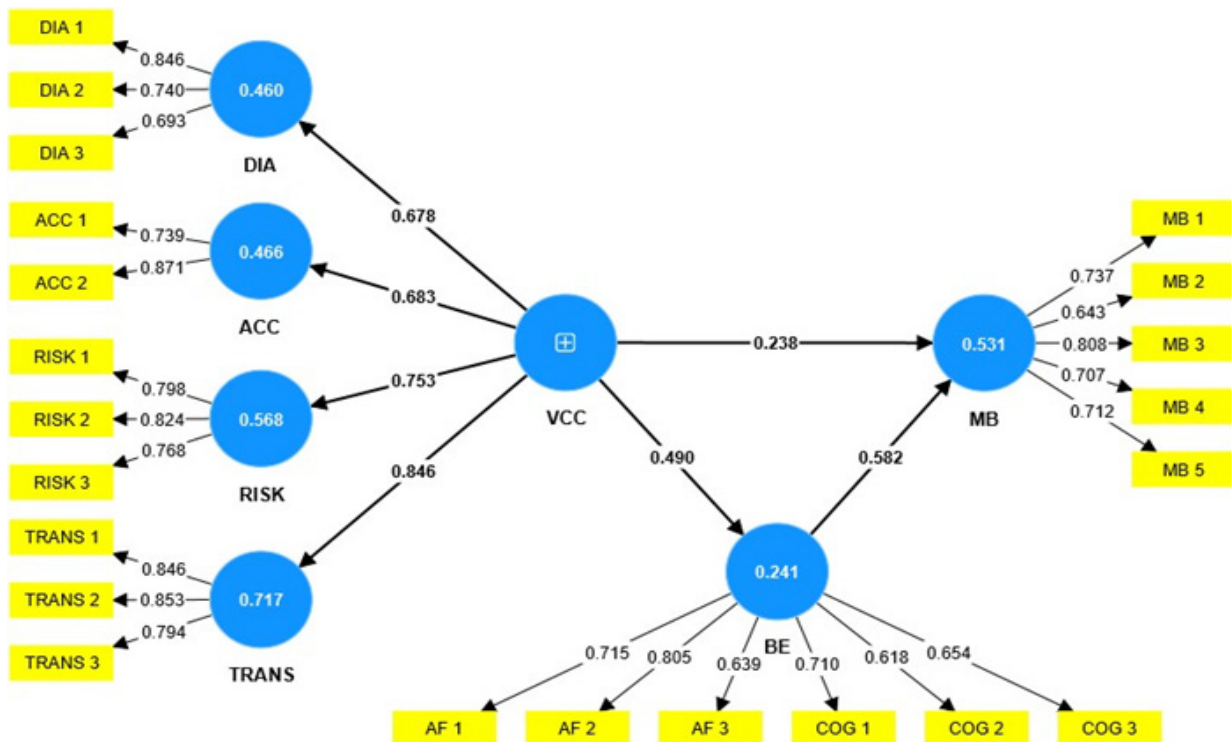 DIA 1
DIA 2
DIA 3
0.846
0.740
0.693
0.460
DIA
ACC 1
ACC 2
0.739
0.871
0.466
ACC
RISK 1
RISK 2
RISK 3
0.798
0.824
0.768
0.568
RISK
TRANS 1
TRANS 2
TRANS 3
0.846
0.853
0.794
0.717
TRANS
0.678
0.683
0.753
0.846
VCC
0.238
0.490
0.582
0.531
MB
0.737
0.643
0.808
0.707
0.712
MB 1
MB 2
MB 3
MB 4
MB 5
0.241
BE
0.715
0.805
0.639
0.710
0.618
0.654
AF 1
AF 2
AF 3
COG 1
COG 2
COG 3